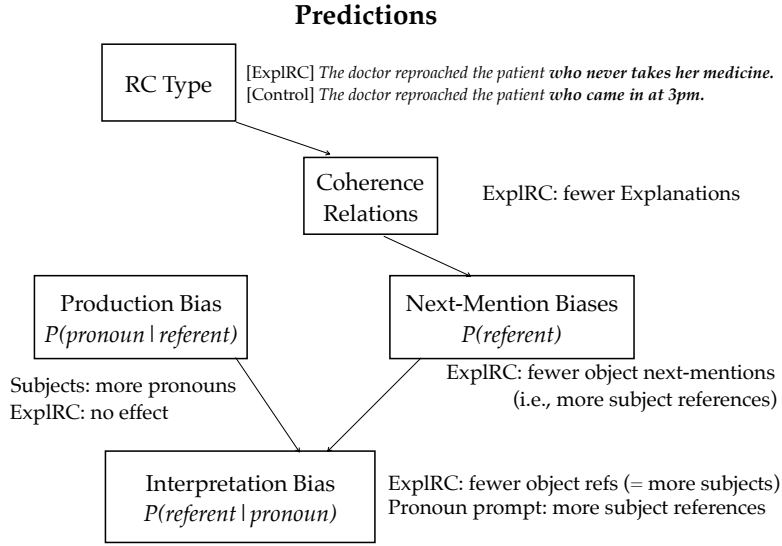 Predictions
RC Type
[ExplRC] The doctor reproached the patient who never takes her medicine.
[Control] The doctor reproached the patient who came in at 3pm.
Coherence
Relations
ExplRC: fewer Explanations
Production Bias
P(pronoun|referent)
Next-Mention Biases
P(referent)
Subjects: more pronouns
ExplRC: no effect
ExplRC: fewer object next-mentions
(i.e., more subject references)
Interpretation Bias
P(referent|pronoun)
ExplRC: fewer object refs (= more subjects)
Pronoun prompt: more subject references